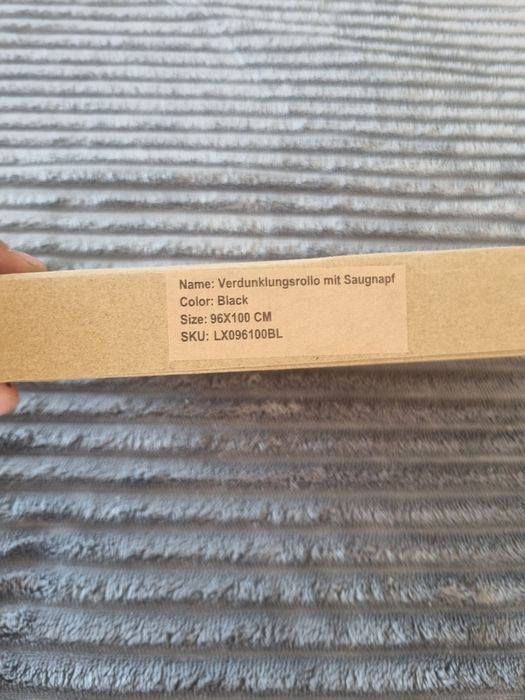 Name: Verdunklungsrollo mit Saugnapf
Color: Black
Size: 96X100 CM
SKU: LX096100BL